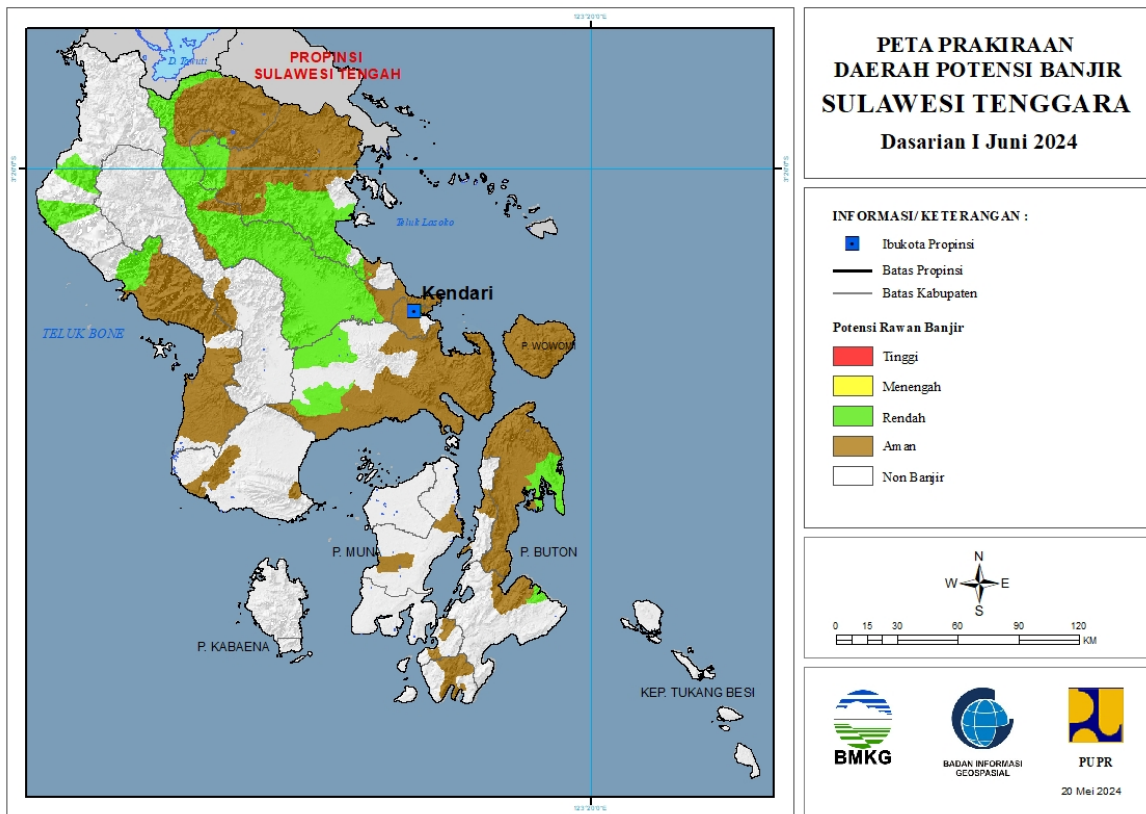 PETA PRAKIRAAN
DAERAH POTENSI BANJIR
SULAWESI TENGGARA
Dasarian I Juni 2024
INFORMASI/ KETERANGAN :
Ibukota Propinsi
Batas Propinsi
Batas Kabupaten
Potensi Rawan Banjir
Tinggi
Menengah
Rendah
Aman
Non Banjir
N
W E
S
0 15 30 60 90 120
KM
BMKG
BADAN INFORMASI
GEOSPASIAL
PUPR
20 Mei 2024
PROPINSI
SULAWESI TENGAH
Kendari
TELUK BONE
P. WOWONI
P. MUNA
P. BUTON
P. KABAENA
KEP. TUKANG BESI